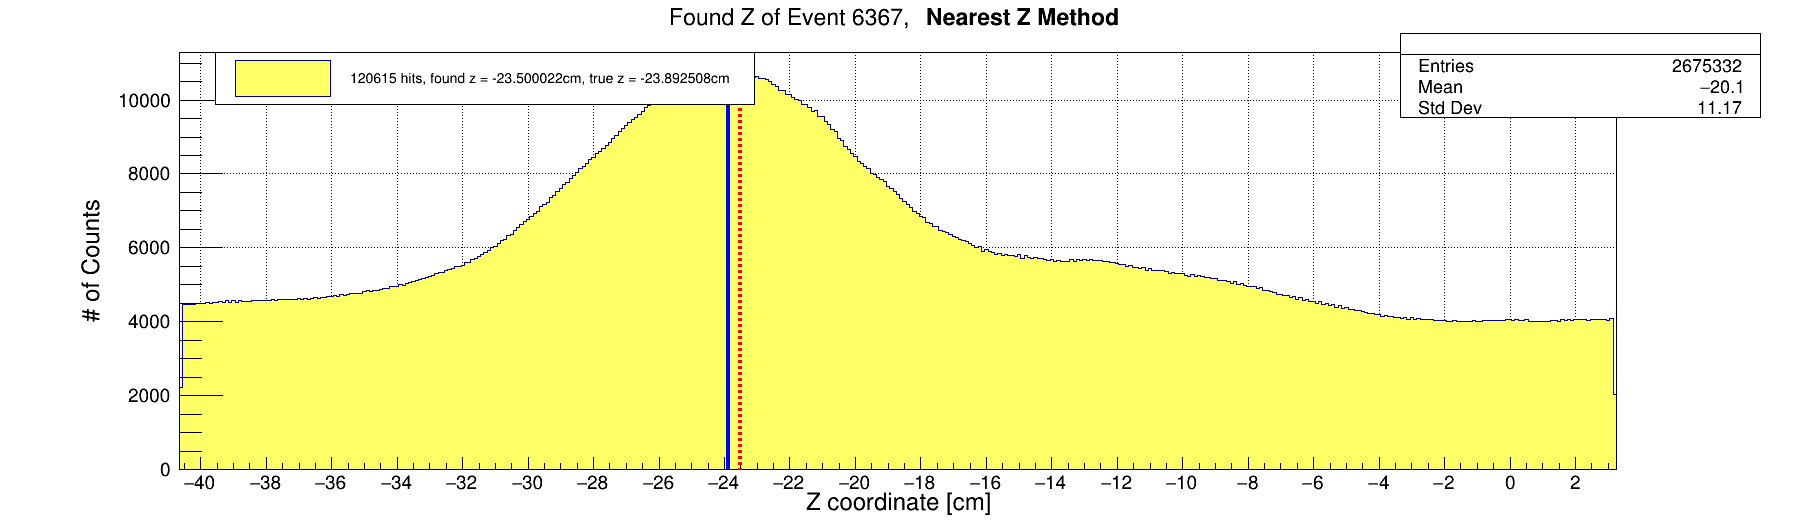 Found Z of Event 6367, Nearest Z Method
120615 hits, found z = -23.500022cm, true z = -23.892508cm
Entries 2675332
Mean −20.1
Std Dev 11.17
# of Counts
10000
8000
6000
4000
2000
0
−40 −38 −36 −34 −32 −30 −28 −26 −24 −22 −20 −18 −16 −14 −12 −10 −8 −6 −4 −2 0 2
Z coordinate [cm]